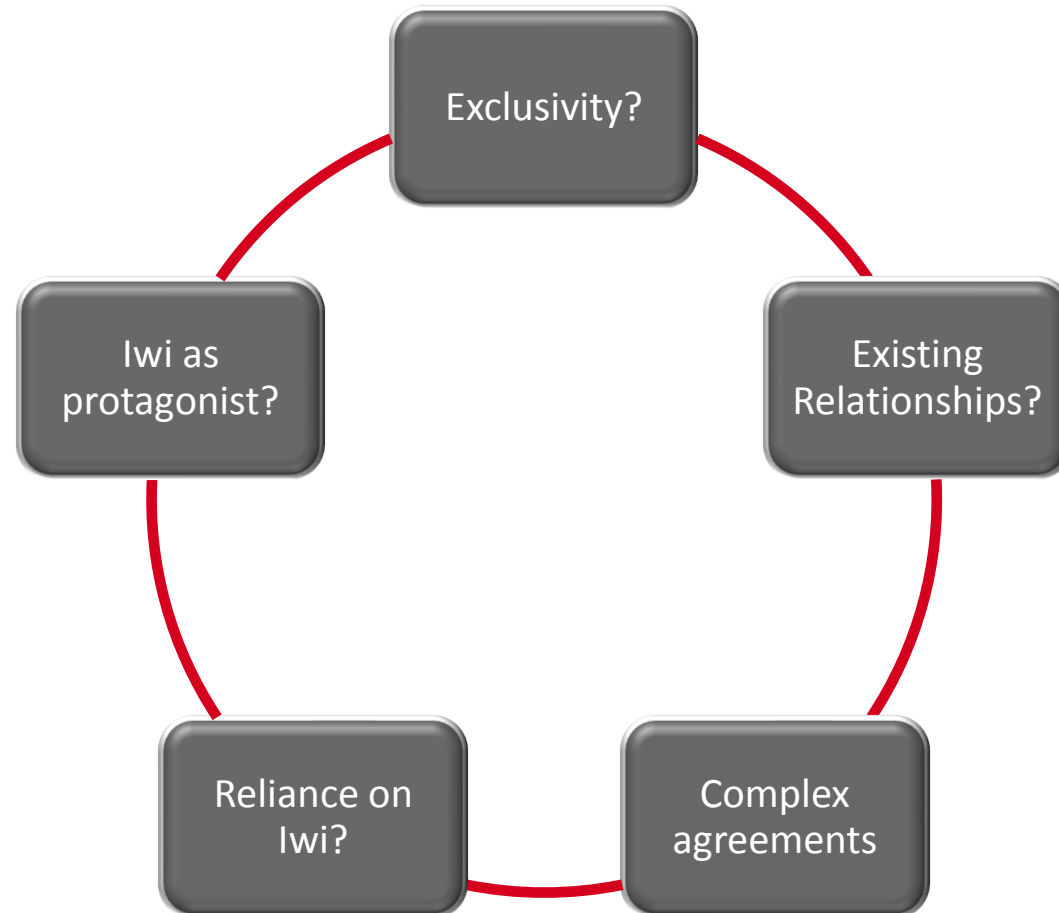 Exclusivity?
Existing
Relationships?
Complex
agreements
Reliance on
Iwi?
Iwi as
protagonist?